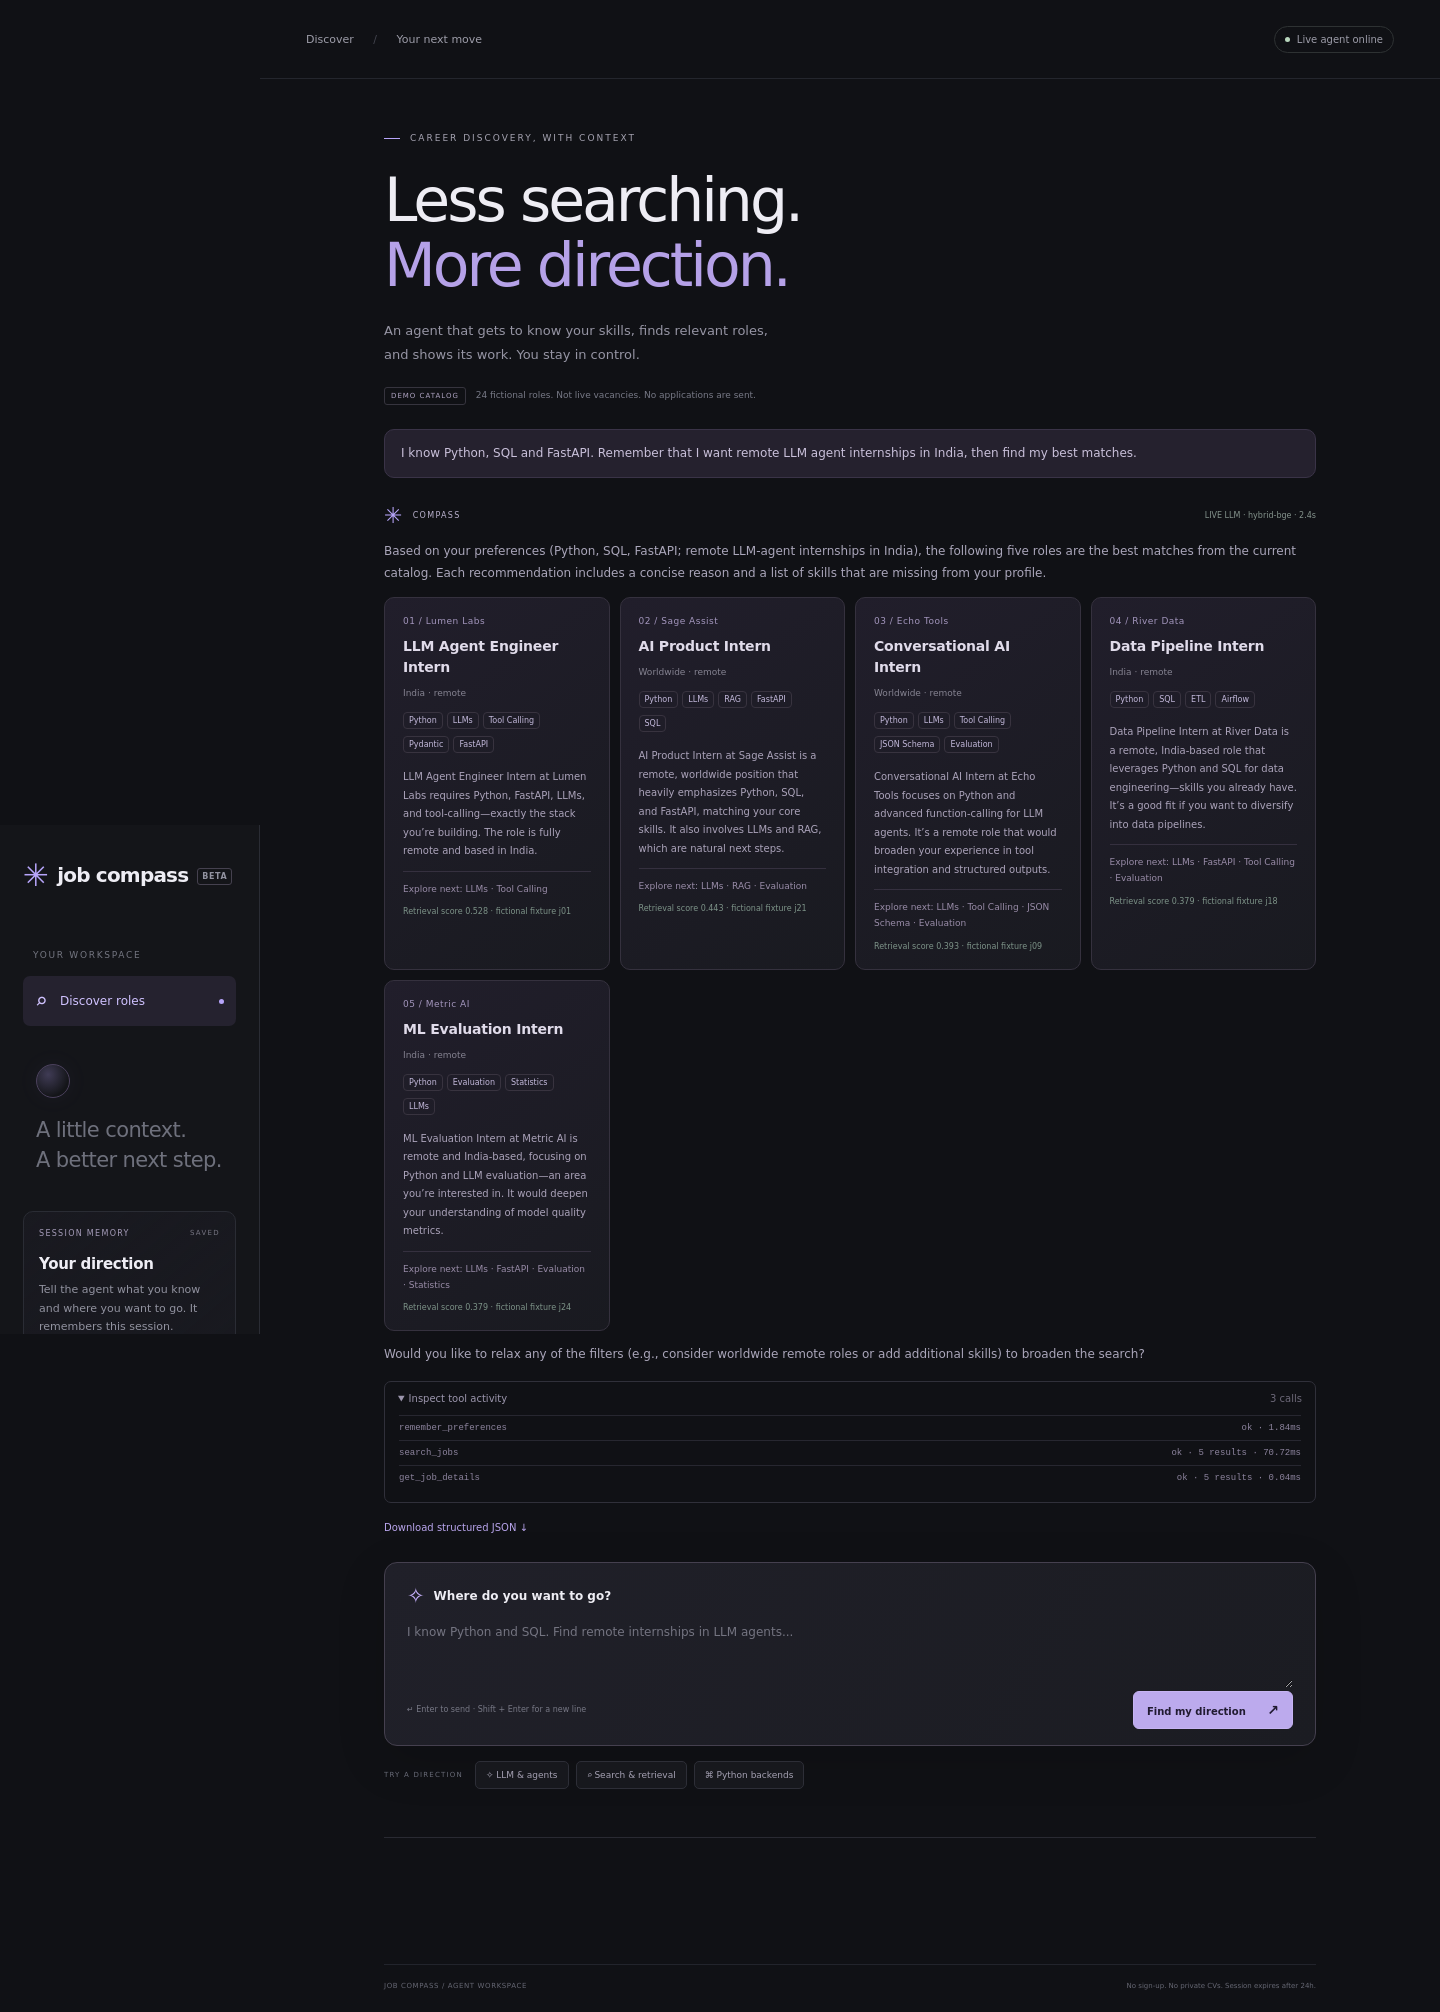 Discover / Your next move
Live agent online
CAREER DISCOVERY, WITH CONTEXT
Less searching.
More direction.
An agent that gets to know your skills, finds relevant roles,
and shows its work. You stay in control.
DEMO CATALOG 24 fictional roles. Not live vacancies. No applications are sent.
I know Python, SQL and FastAPI. Remember that I want remote LLM agent internships in India, then find my best matches.
COMPASS
LIVE LLM · hybrid-bge · 2.4s
Based on your preferences (Python, SQL, FastAPI; remote LLM-agent internships in India), the following five roles are the best matches from the current
catalog. Each recommendation includes a concise reason and a list of skills that are missing from your profile.
01 / Lumen Labs
LLM Agent Engineer
Intern
India · remote
Python LLMs Tool Calling
Pydantic FastAPI
LLM Agent Engineer Intern at Lumen
Labs requires Python, FastAPI, LLMs,
and tool-calling—exactly the stack
you’re building. The role is fully
remote and based in India.
Explore next: LLMs · Tool Calling
Retrieval score 0.528 · fictional fixture j01
02 / Sage Assist
AI Product Intern
Worldwide · remote
Python LLMs RAG FastAPI
SQL
AI Product Intern at Sage Assist is a
remote, worldwide position that
heavily emphasizes Python, SQL,
and FastAPI, matching your core
skills. It also involves LLMs and RAG,
which are natural next steps.
Explore next: LLMs · RAG · Evaluation
Retrieval score 0.443 · fictional fixture j21
03 / Echo Tools
Conversational AI
Intern
Worldwide · remote
Python LLMs Tool Calling
JSON Schema Evaluation
Conversational AI Intern at Echo
Tools focuses on Python and
advanced function-calling for LLM
agents. It’s a remote role that would
broaden your experience in tool
integration and structured outputs.
Explore next: LLMs · Tool Calling · JSON
Schema · Evaluation
Retrieval score 0.393 · fictional fixture j09
04 / River Data
Data Pipeline Intern
India · remote
Python SQL ETL Airflow
Data Pipeline Intern at River Data is
a remote, India-based role that
leverages Python and SQL for data
engineering—skills you already have.
It’s a good fit if you want to diversify
into data pipelines.
Explore next: LLMs · FastAPI · Tool Calling
· Evaluation
Retrieval score 0.379 · fictional fixture j18
05 / Metric AI
ML Evaluation Intern
India · remote
Python Evaluation Statistics
LLMs
ML Evaluation Intern at Metric AI is
remote and India-based, focusing on
Python and LLM evaluation—an area
you’re interested in. It would deepen
your understanding of model quality
metrics.
Explore next: LLMs · FastAPI · Evaluation
· Statistics
Retrieval score 0.379 · fictional fixture j24
job compass BETA
YOUR WORKSPACE
Discover roles
A little context.
A better next step.
SESSION MEMORY SAVED
Your direction
Tell the agent what you know
and where you want to go. It
remembers this session.
Would you like to relax any of the filters (e.g., consider worldwide remote roles or add additional skills) to broaden the search?
▼ Inspect tool activity 3 calls
remember_preferences ok · 1.84ms
search_jobs ok · 5 results · 70.72ms
get_job_details ok · 5 results · 0.04ms
Download structured JSON ↓
Where do you want to go?
I know Python and SQL. Find remote internships in LLM agents...
↵ Enter to send · Shift + Enter for a new line
Find my direction ↗
TRY A DIRECTION ✧ LLM & agents ⌕ Search & retrieval ⌘ Python backends
JOB COMPASS / AGENT WORKSPACE
No sign-up. No private CVs. Session expires after 24h.